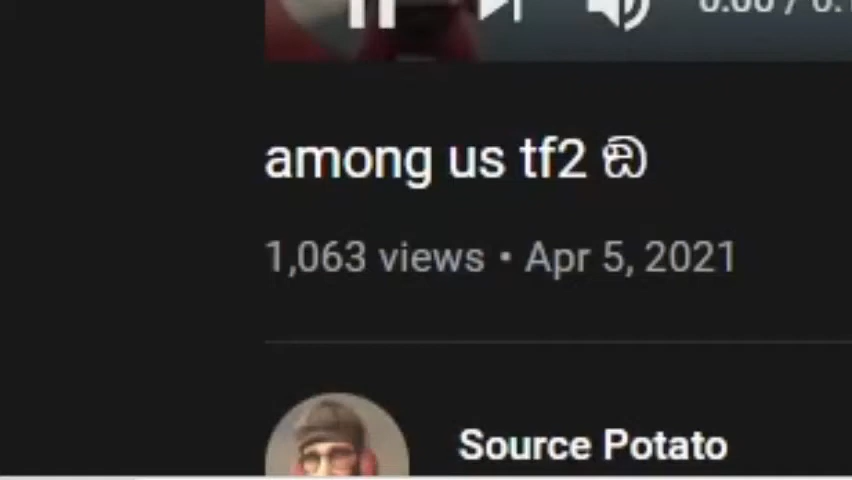 among us tf2 ඞ
1,063 views • Apr 5, 2021
Source Potato